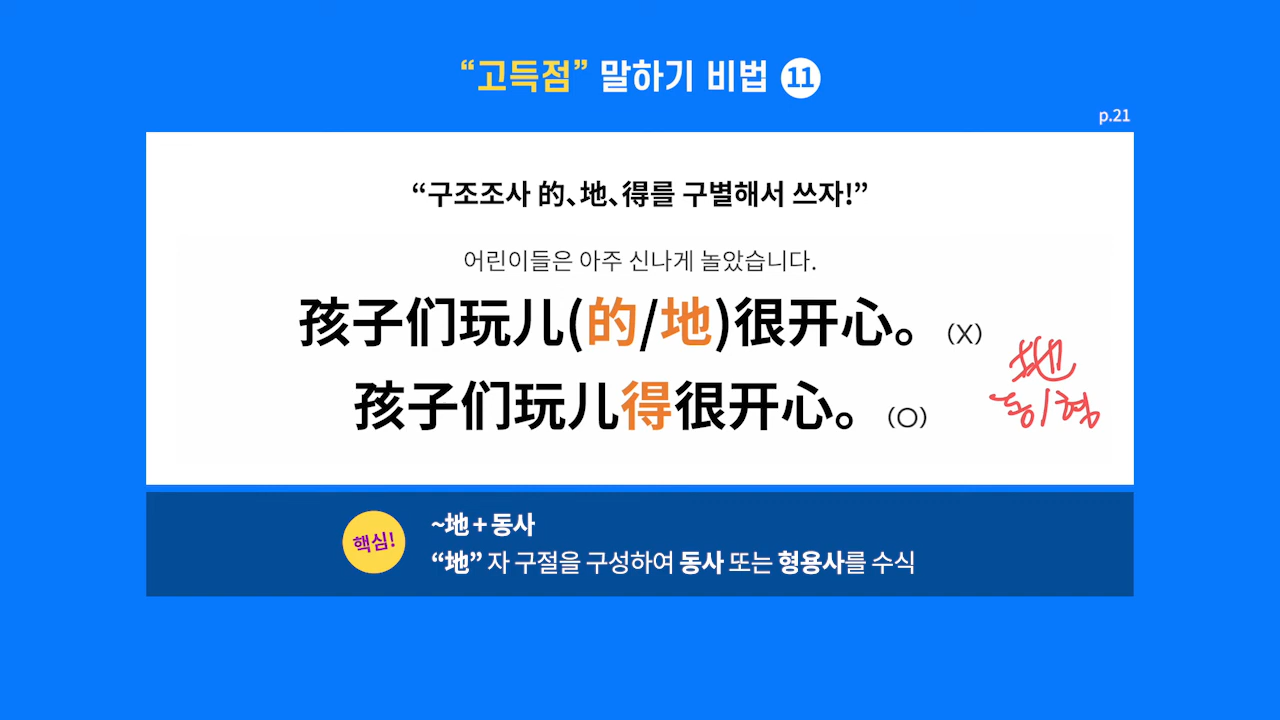 “고득점” 말하기 비법 11
p.21
“구조조사 的、地、得를 구별해서 쓰자!”
어린이들은 아주 신나게 놀았습니다.
孩子们玩儿(的/地)很开心。(X)
孩子们玩儿得很开心。(O)
地
동/형
핵심!
~地 + 동사
“地” 자 구절을 구성하여 동사 또는 형용사를 수식